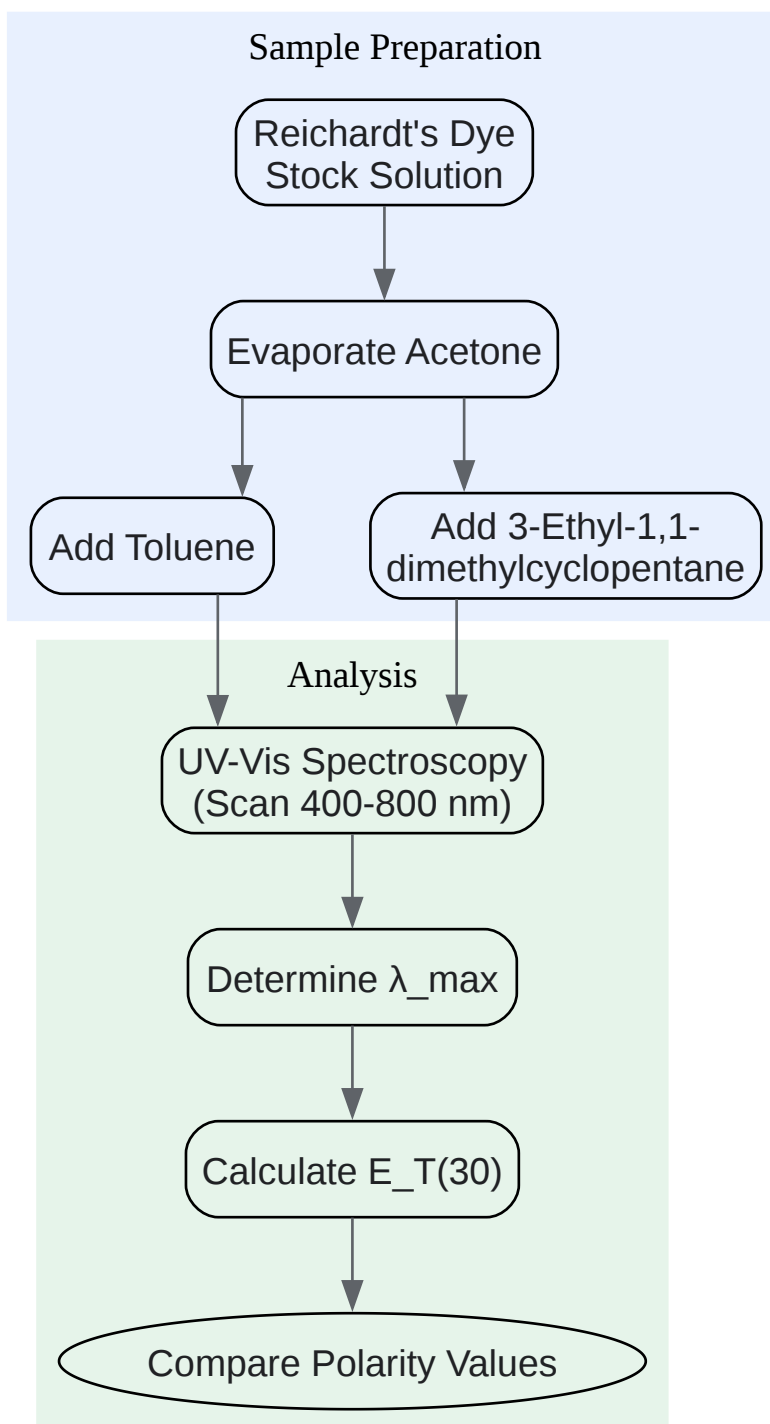 Sample Preparation
Reichardt's Dye
Stock Solution
Evaporate Acetone
Add Toluene
Add 3-Ethyl-1,1-
dimethylcyclopentane
Analysis
UV-Vis Spectroscopy
(Scan 400-800 nm)
Determine λ_max
Calculate E_T(30)
Compare Polarity Values